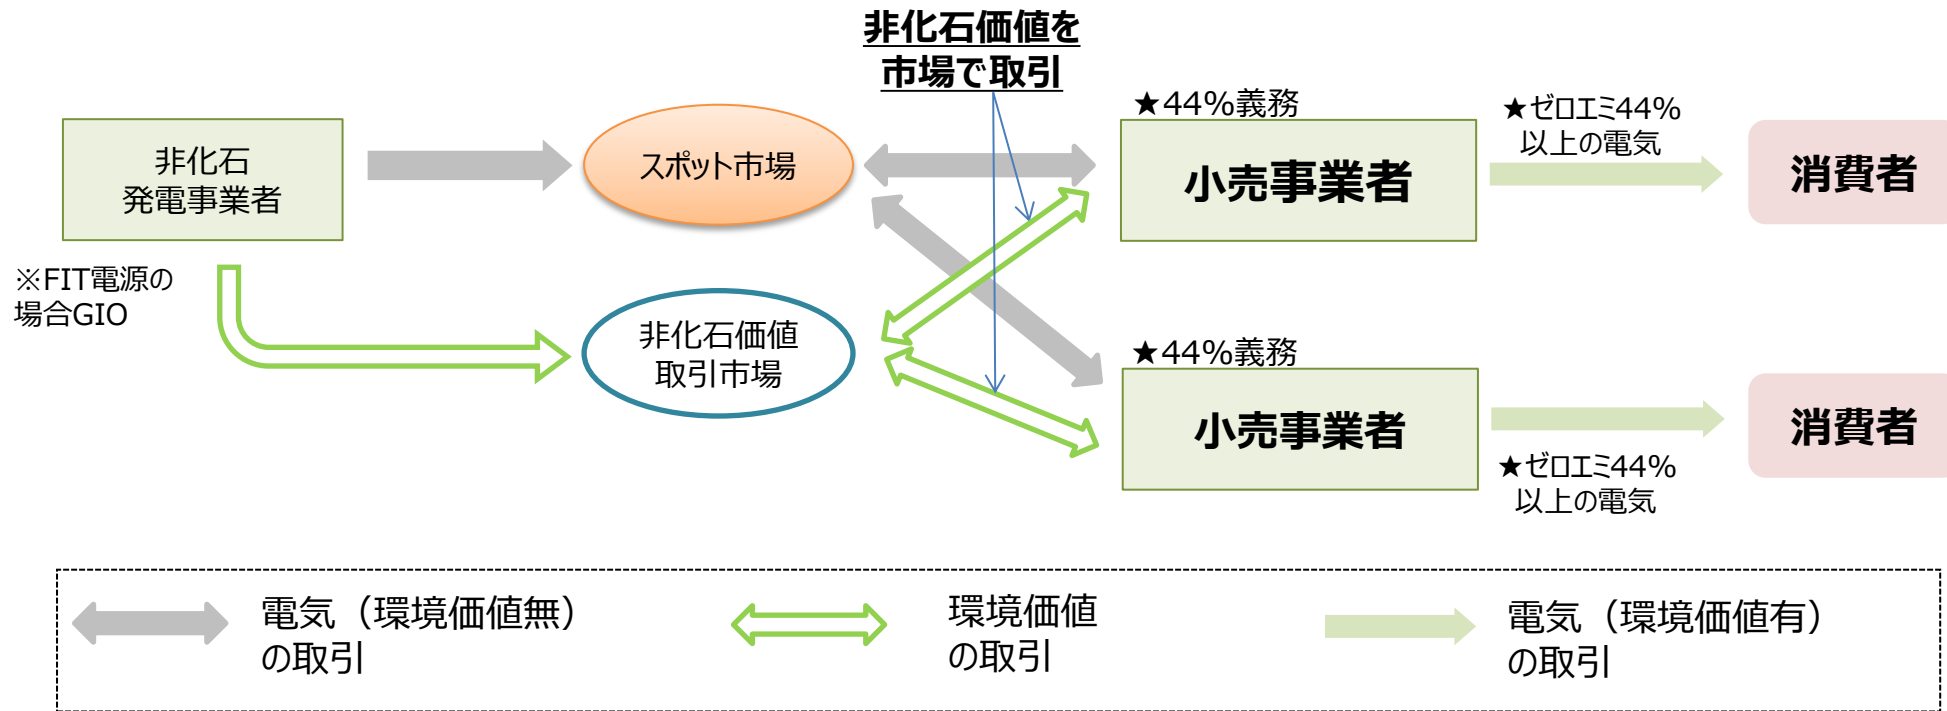 非化石価値を
市場で取引
非化石
発電事業者
※FIT電源の
場合GIO
スポット市場
非化石価値
取引市場
★44%義務
小売事業者
★ゼロエミ44%
以上の電気
消費者
★44%義務
小売事業者
★ゼロエミ44%
以上の電気
消費者
電気（環境価値無）
の取引
環境価値
の取引
電気（環境価値有）
の取引